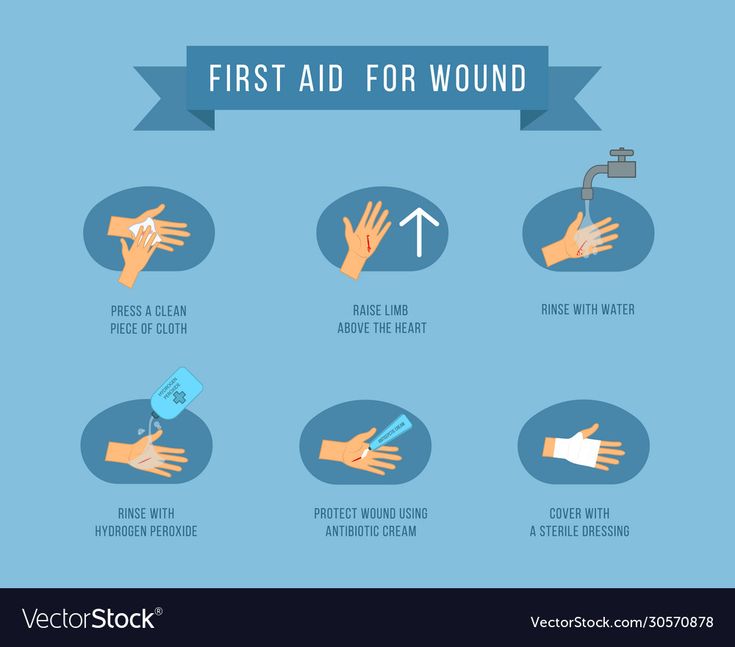 FIRST AID FOR WOUND
PRESS A CLEAN
PIECE OF CLOTH
RAISE LIMB
ABOVE THE HEART
RINSE WITH WATER
HYDROGEN
PEROXIDE
ANTISEPTIC CREAM
RINSE WITH
HYDROGEN PEROXIDE
PROTECT WOUND USING
ANTIBIOTIC CREAM
COVER WITH
A STERILE DRESSING
VectorStock®
VectorStock.com/30570878